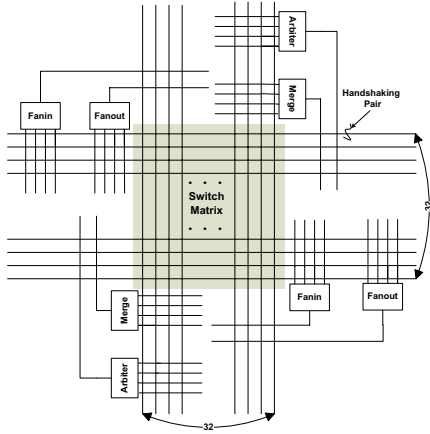 Arbiter
Merge
Handshaking
Pair
Fanin
Fanout
. . .
Switch
Matrix
. . .
32
Merge
Fanin
Fanout
Arbiter
32